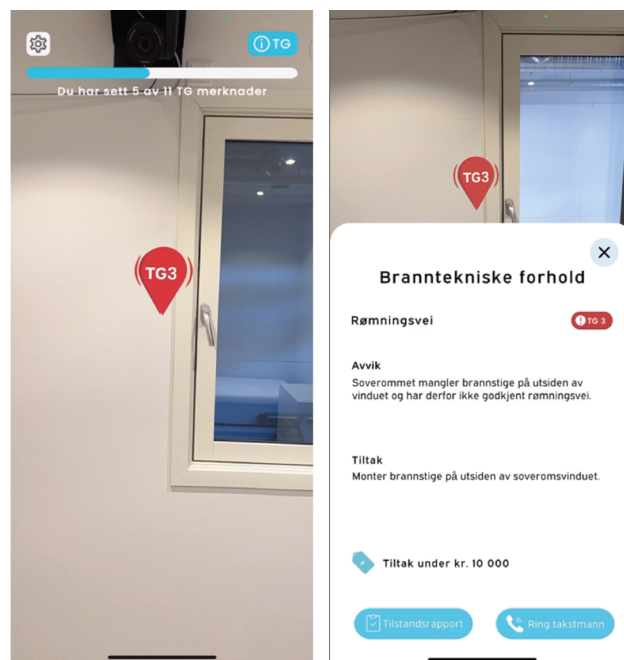 TG
Du har sett 5 av 11 TG merknader
TG3
TG3
Branntekniske forhold
Rømningsvei
TG 3
Avvik
Soverommet mangler brannstige på utsiden av
vinduet og har derfor ikke godkjent rømningsvei.
Tiltak
Monter brannstige på utsiden av soveromsvinduet.
Tiltak under kr. 10 000
Tilstandsrapport
Ring takstmann